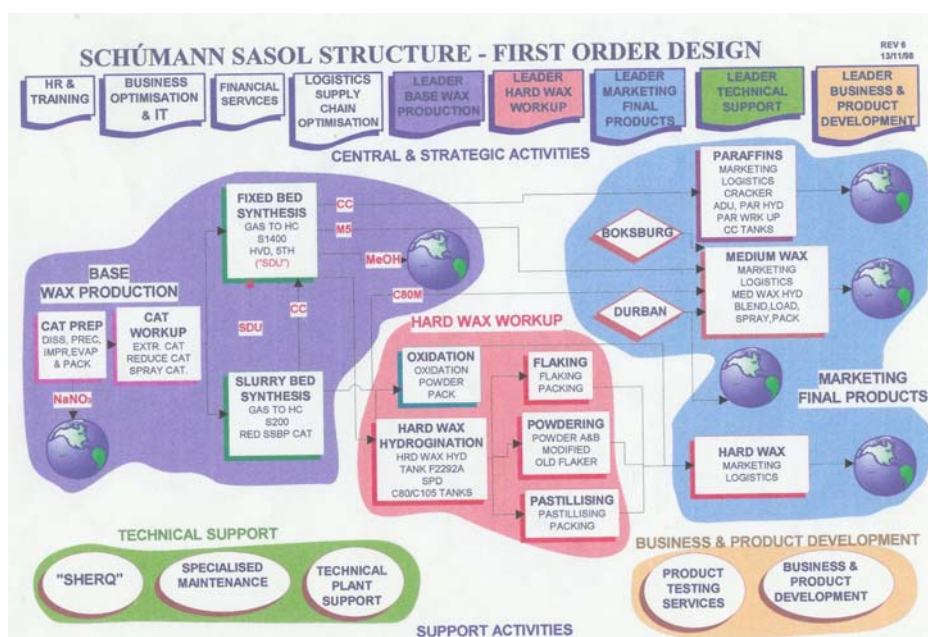 SCHÚMANN SASOL STRUCTURE - FIRST ORDER DESIGN
REV 6
13/11/98
HR &
TRAINING
BUSINESS
OPTIMISATION
& IT
FINANCIAL
SERVICES
LOGISTICS
SUPPLY
CHAIN
OPTIMISATION
LEADER
BASE WAX
PRODUCTION
LEADER
HARD WAX
WORKUP
LEADER
MARKETING
FINAL
PRODUCTS
LEADER
TECHNICAL
SUPPORT
LEADER
BUSINESS
& PRODUCT
DEVELOPMENT
CENTRAL & STRATEGIC ACTIVITIES
FIXED BED
SYNTHESIS
GAS TO HC
S1400
HVD, 5TH
("SDU")
CC
M5
MeOH
C80M
BASE
WAX PRODUCTION
CAT PREP
DISS, PREC,
IMPR,EVAP
& PACK
CAT
WORKUP
EXTR. CAT
REDUCE CAT
SPRAY CAT.
SDU
CC
NaNO3
SLURRY BED
SYNTHESIS
GAS TO HC
S200
RED SSBP CAT
HARD WAX WORKUP
OXIDATION
OXIDATION
POWDER
PACK
HARD WAX
HYDROGINATION
HRD WAX HYD
TANK F2292A
SPD
C80/C105 TANKS
FLAKING
FLAKING
PACKING
POWDERING
POWDER A&B
MODIFIED
OLD FLAKER
PASTILLISING
PASTILLISING
PACKING
PARAFFINS
MARKETING
LOGISTICS
CRACKER
ADU, PAR HYD
PAR WRK UP
CC TANKS
BOKSBURG
MEDIUM WAX
MARKETING
LOGISTICS
MED WAX HYD
BLEND,LOAD,
SPRAY,PACK
DURBAN
MARKETING
FINAL PRODUCTS
HARD WAX
MARKETING
LOGISTICS
TECHNICAL SUPPORT
"SHERQ"
SPECIALISED
MAINTENANCE
TECHNICAL
PLANT
SUPPORT
BUSINESS & PRODUCT DEVELOPMENT
PRODUCT
TESTING
SERVICES
BUSINESS &
PRODUCT
DEVELOPMENT
SUPPORT ACTIVITIES